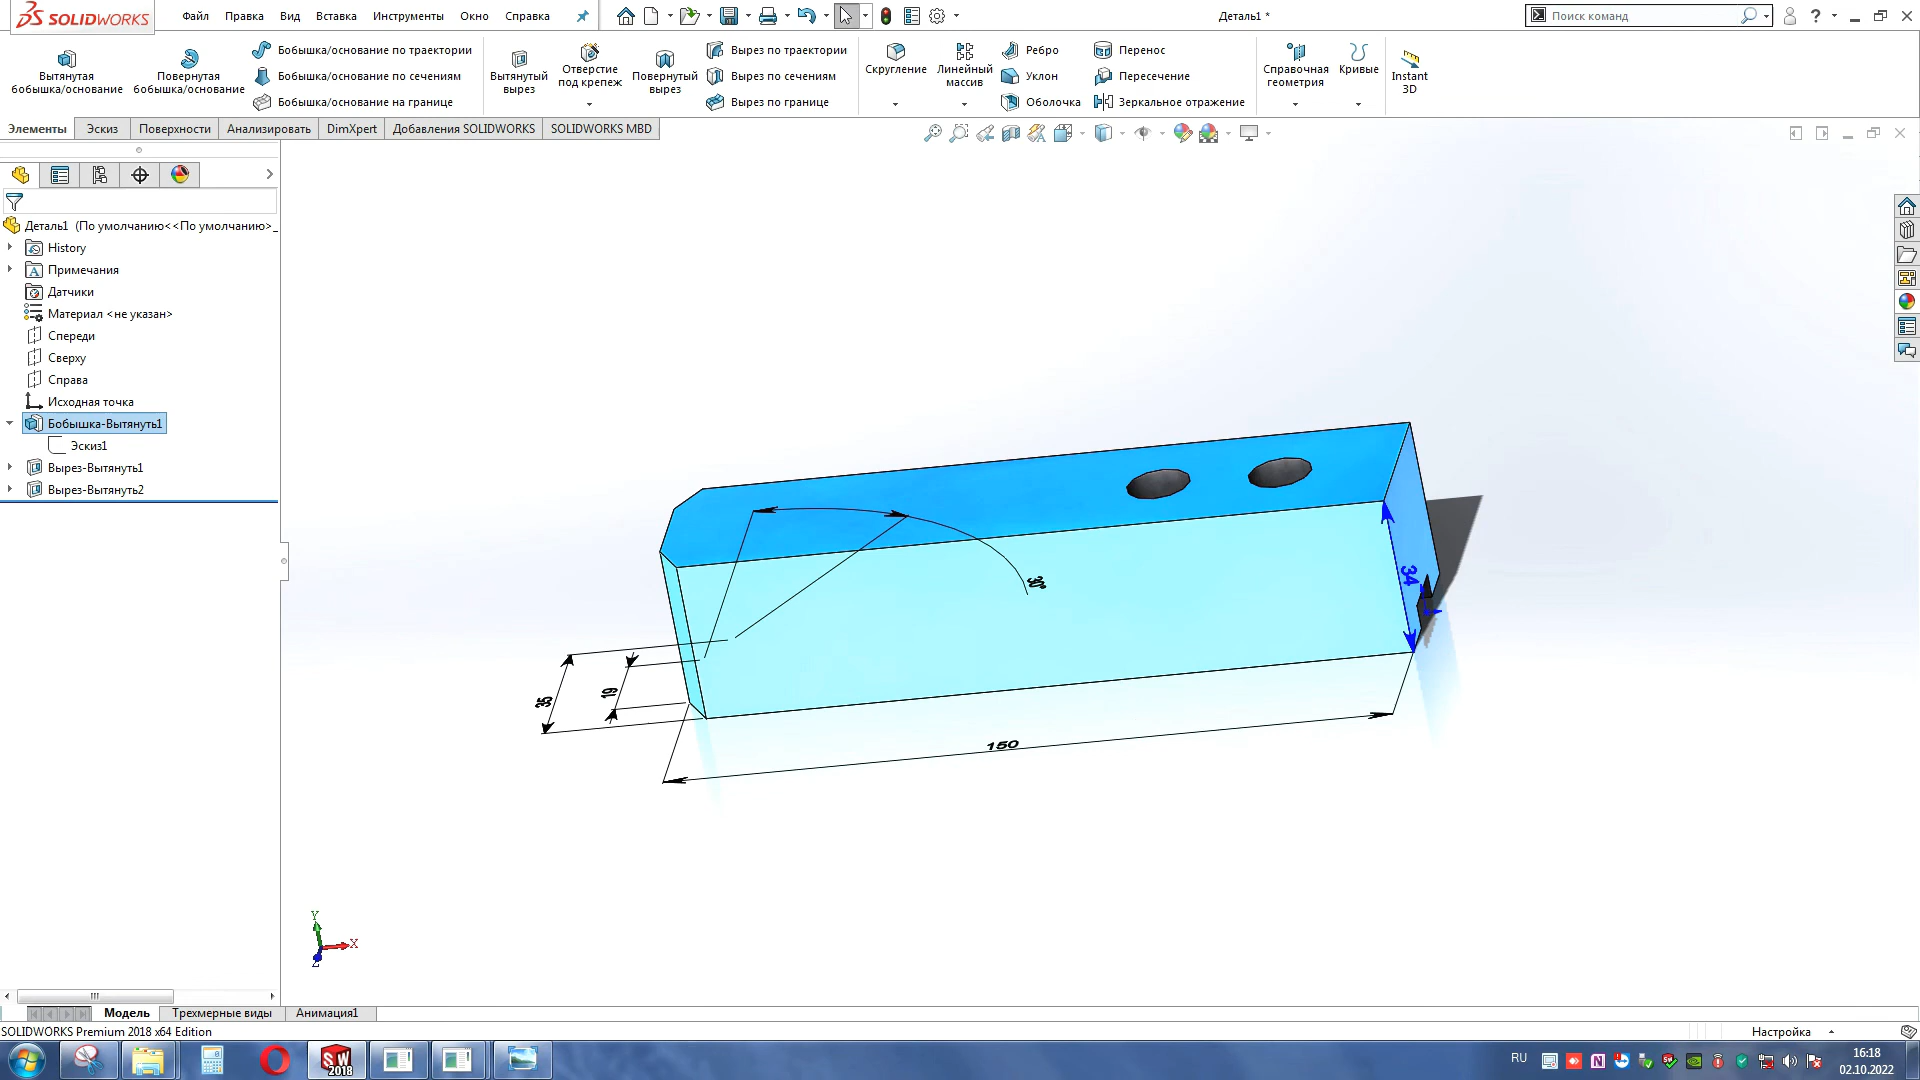 SOLIDWORKS
Файл Правка Вид Вставка Инструменты Окно Справка
Деталь1 *
Поиск команд
Вытянутая бобышка/основание
Повернутая бобышка/основание
Бобышка/основание по траектории
Бобышка/основание по сечениям
Бобышка/основание на границе
Вытянутый вырез
Отверстие под крепеж
Повернутый вырез
Вырез по траектории
Вырез по сечениям
Вырез по границе
Скругление
Линейный массив
Ребро
Уклон
Оболочка
Перенос
Пересечение
Зеркальное отражение
Справочная геометрия
Кривые
Instant 3D
Элементы Эскиз Поверхности Анализировать DimXpert Добавления SOLIDWORKS SOLIDWORKS MBD
Деталь1 (По умолчанию<<По умолчанию>_
History
Примечания
Датчики
Материал <не указан>
Спереди
Сверху
Справа
Исходная точка
Бобышка-Вытянуть1
Эскиз1
Вырез-Вытянуть1
Вырез-Вытянуть2
34
35
19
150
Y
X
Z
Модель Трехмерные виды Анимация1
SOLIDWORKS Premium 2018 x64 Edition
Настройка
SW 2018
RU
16:18
02.10.2022